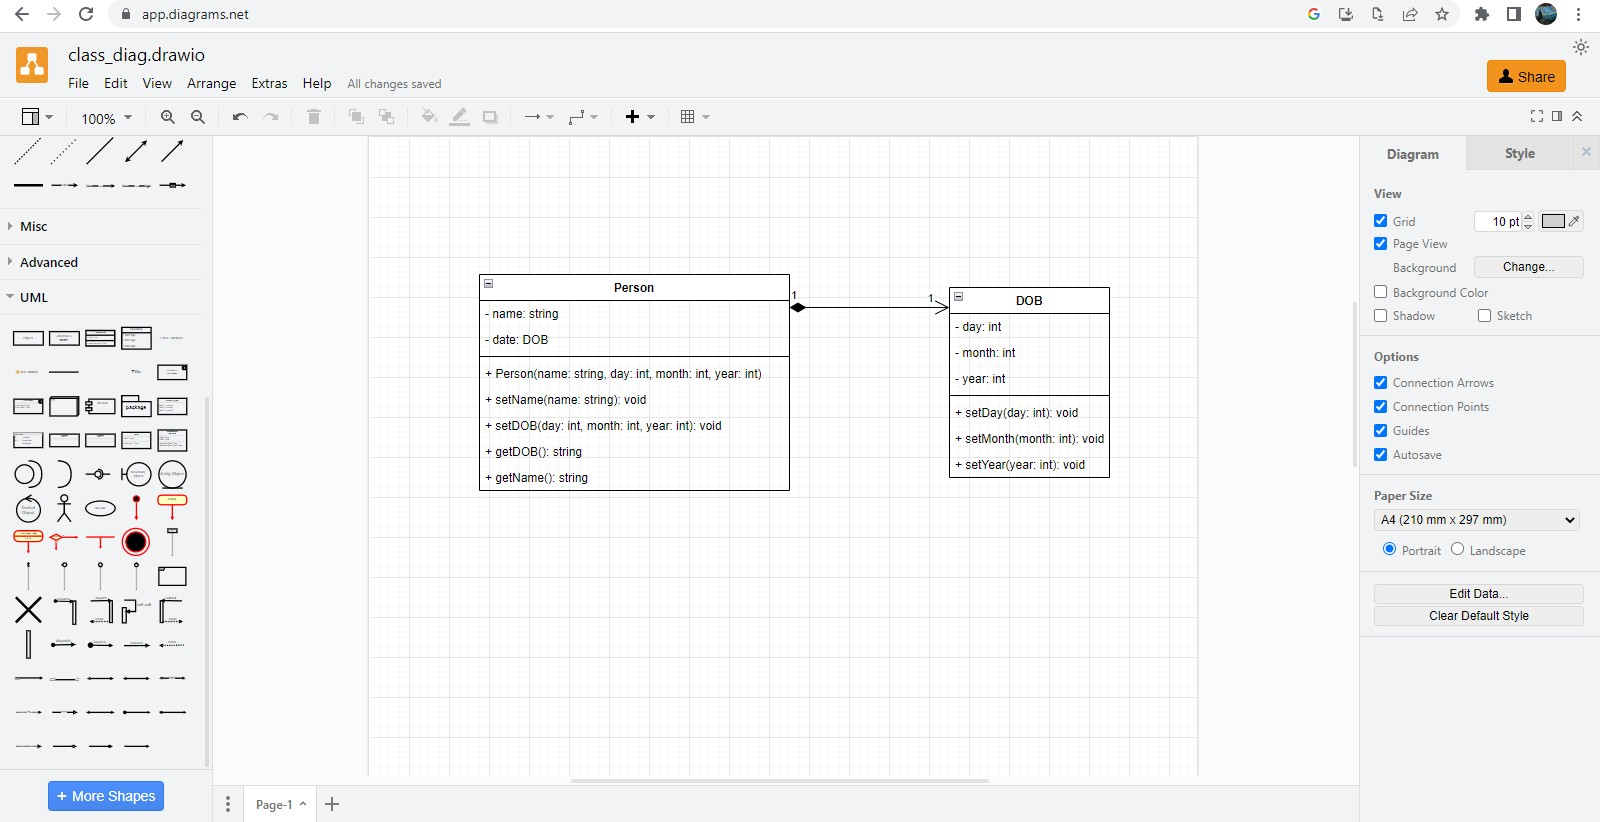 app.diagrams.net
class_diag.drawio
File Edit View Arrange Extras Help All changes saved
Share
100%
Misc
Advanced
UML
package
+ More Shapes
Person
- name: string
- date: DOB
+ Person(name: string, day: int, month: int, year: int)
+ setName(name: string): void
+ setDOB(day: int, month: int, year: int): void
+ getDOB(): string
+ getName(): string
1
1
DOB
- day: int
- month: int
- year: int
+ setDay(day: int): void
+ setMonth(month: int): void
+ setYear(year: int): void
Page-1
Diagram Style
View
Grid 10 pt
Page View
Background Change...
Background Color
Shadow Sketch
Options
Connection Arrows
Connection Points
Guides
Autosave
Paper Size
A4 (210 mm x 297 mm)
Portrait Landscape
Edit Data...
Clear Default Style